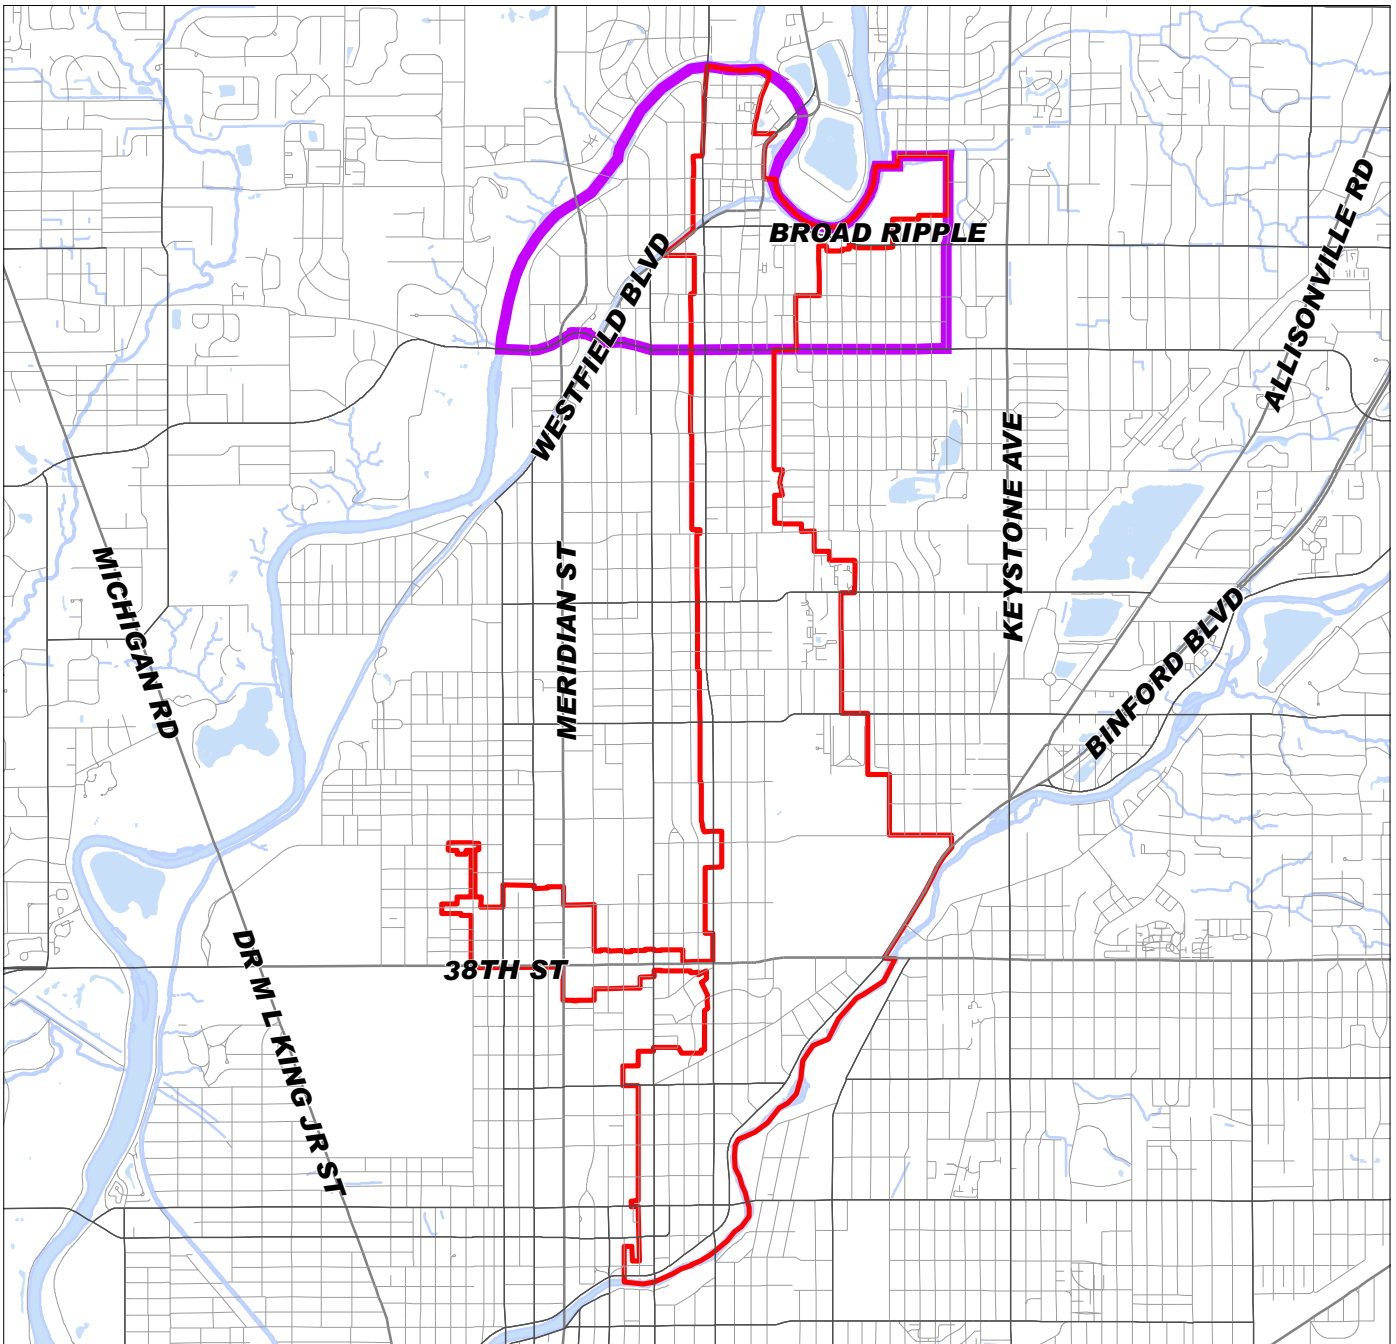 BROAD RIPPLE
WESTFIELD BLVD
ALLISONVILLE RD
KEYSTONE AVE
MICHIGAN RD
MERIDIAN ST
BINFORD BLVD
38TH ST
DR M L KING JR ST